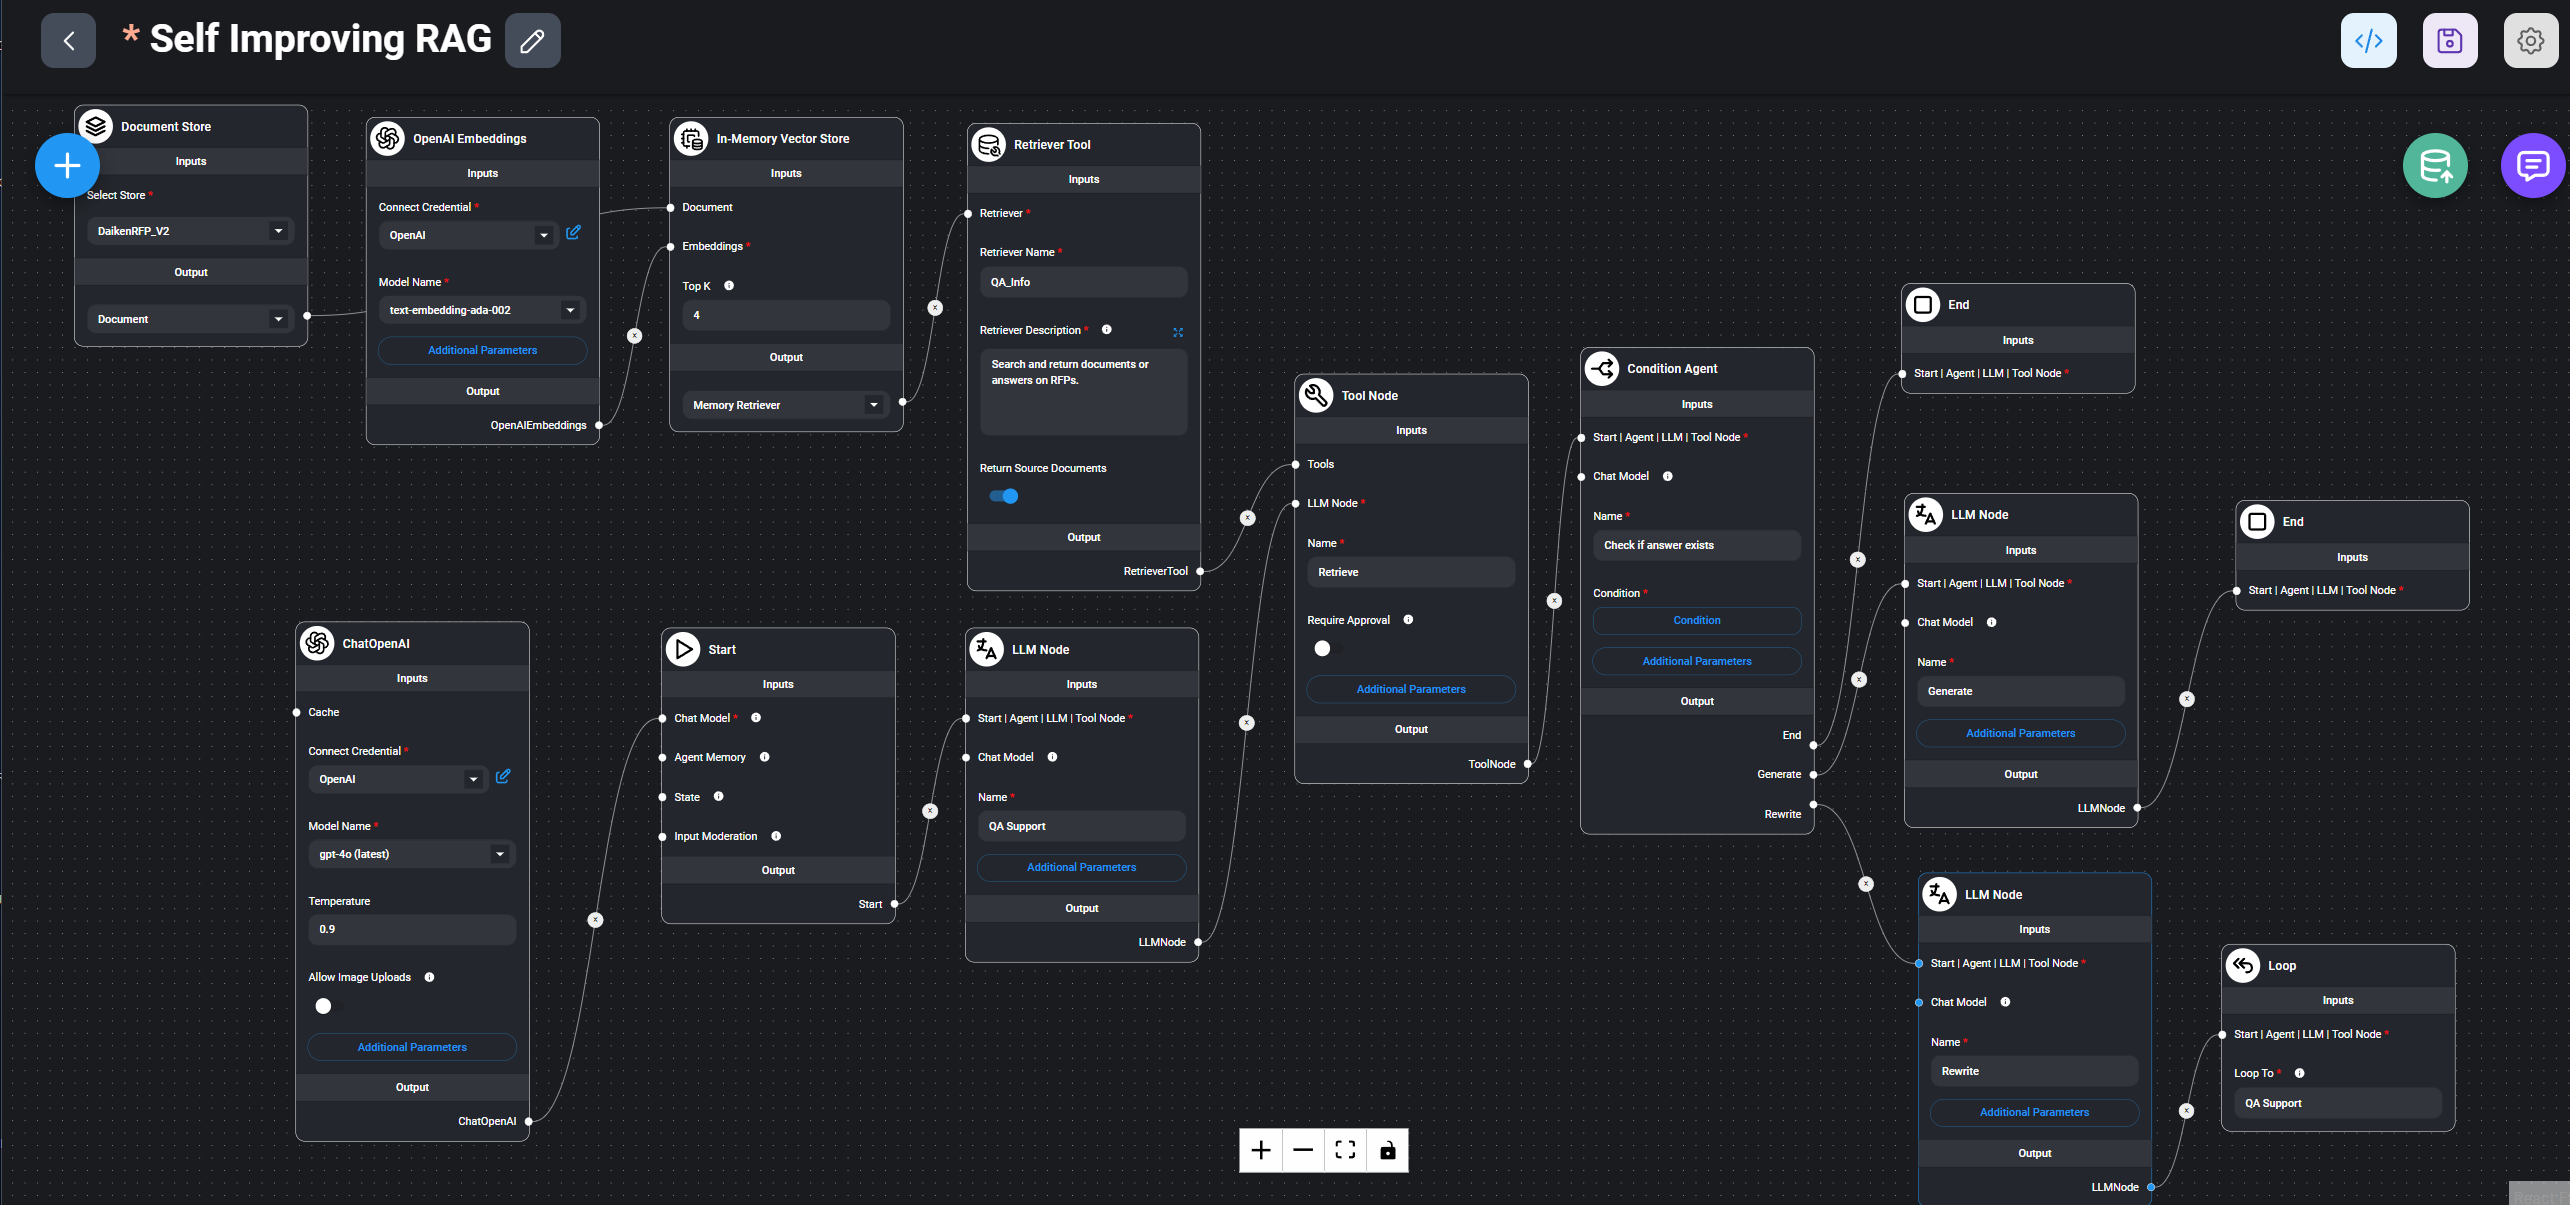 * Self Improving RAG
Document Store
Inputs
Select Store *
DaikenRFP_V2
Output
Document
OpenAI Embeddings
Inputs
Connect Credential *
OpenAI
Model Name *
text-embedding-ada-002
Additional Parameters
Output
OpenAIEmbeddings
In-Memory Vector Store
Inputs
Document
Embeddings *
Top K
4
Output
Memory Retriever
Retriever Tool
Inputs
Retriever *
Retriever Name *
QA_Info
Retriever Description *
Search and return documents or
answers on RFPs.
Return Source Documents
Output
RetrieverTool
ChatOpenAI
Inputs
Cache
Connect Credential *
OpenAI
Model Name *
gpt-4o (latest)
Temperature
0.9
Allow Image Uploads
Additional Parameters
Output
ChatOpenAI
Start
Inputs
Chat Model *
Agent Memory
State
Input Moderation
Output
Start
LLM Node
Inputs
Start | Agent | LLM | Tool Node *
Chat Model
Name *
QA Support
Additional Parameters
Output
LLMNode
Tool Node
Inputs
Tools
LLM Node *
Name *
Retrieve
Require Approval
Additional Parameters
Output
ToolNode
Condition Agent
Inputs
Start | Agent | LLM | Tool Node *
Chat Model
Name *
Check if answer exists
Condition *
Condition
Additional Parameters
Output
End
Generate
Rewrite
End
Inputs
Start | Agent | LLM | Tool Node *
LLM Node
Inputs
Start | Agent | LLM | Tool Node *
Chat Model
Name *
Generate
Additional Parameters
Output
LLMNode
End
Inputs
Start | Agent | LLM | Tool Node *
LLM Node
Inputs
Start | Agent | LLM | Tool Node *
Chat Model
Name *
Rewrite
Additional Parameters
Output
LLMNode
Loop
Inputs
Start | Agent | LLM | Tool Node *
Loop To *
QA Support